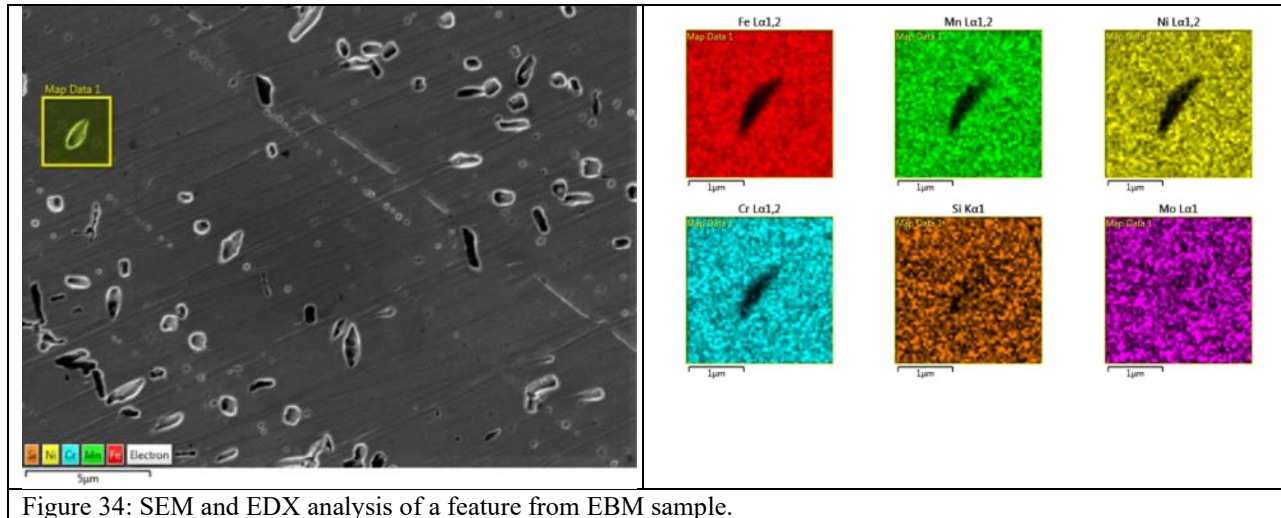 Map Data 1
Si Ni Cr Mn Fe Electron
5µm
Fe Lα1,2
Mn Lα1,2
Ni Lα1,2
Map Data 1
Map Data 1
Map Data 1
1µm
1µm
1µm
Cr Lα1,2
Si Kα1
Mo Lα1
Map Data 1
Map Data 1
Map Data 1
1µm
1µm
1µm
Figure 34: SEM and EDX analysis of a feature from EBM sample.